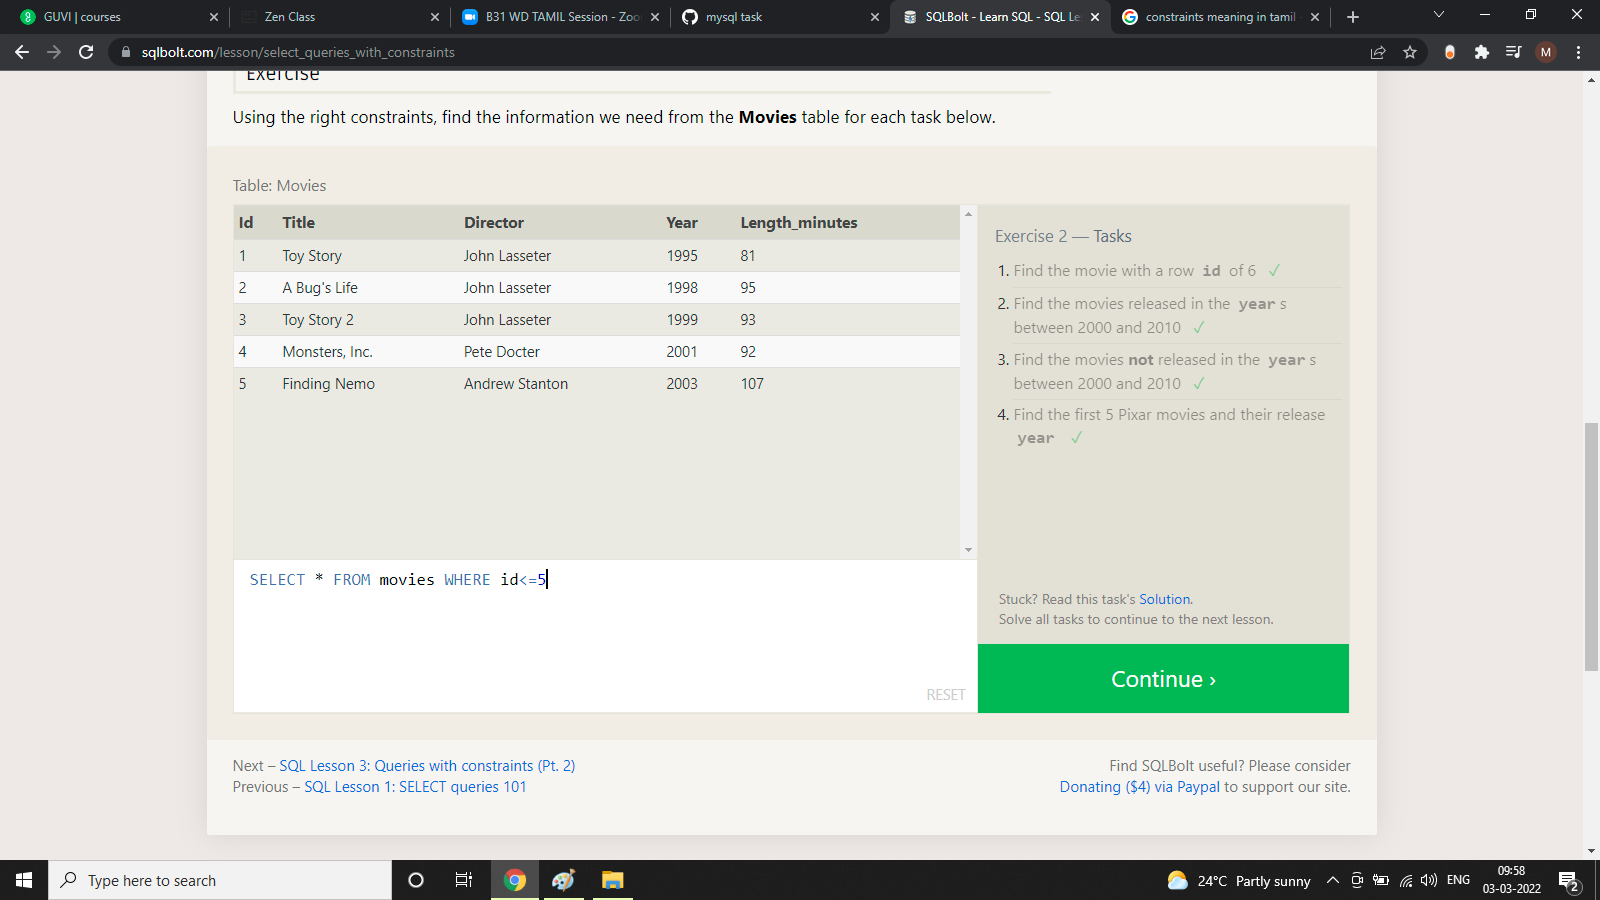 GUVI | courses
Zen Class
B31 WD TAMIL Session - Zoo
mysql task
SQLBolt - Learn SQL - SQL Le
constraints meaning in tamil
sqlbolt.com/lesson/select_queries_with_constraints
M
Exercise
Using the right constraints, find the information we need from the Movies table for each task below.
Table: Movies
Id Title Director Year Length_minutes
1 Toy Story John Lasseter 1995 81
2 A Bug's Life John Lasseter 1998 95
3 Toy Story 2 John Lasseter 1999 93
4 Monsters, Inc. Pete Docter 2001 92
5 Finding Nemo Andrew Stanton 2003 107
SELECT * FROM movies WHERE id<=5
RESET
Exercise 2 — Tasks
1. Find the movie with a row id of 6 ✓
2. Find the movies released in the year s
between 2000 and 2010 ✓
3. Find the movies not released in the year s
between 2000 and 2010 ✓
4. Find the first 5 Pixar movies and their release
year ✓
Stuck? Read this task's Solution.
Solve all tasks to continue to the next lesson.
Continue ›
Next – SQL Lesson 3: Queries with constraints (Pt. 2)
Previous – SQL Lesson 1: SELECT queries 101
Find SQLBolt useful? Please consider
Donating ($4) via Paypal to support our site.
Type here to search
24°C Partly sunny
ENG
09:58
03-03-2022
2